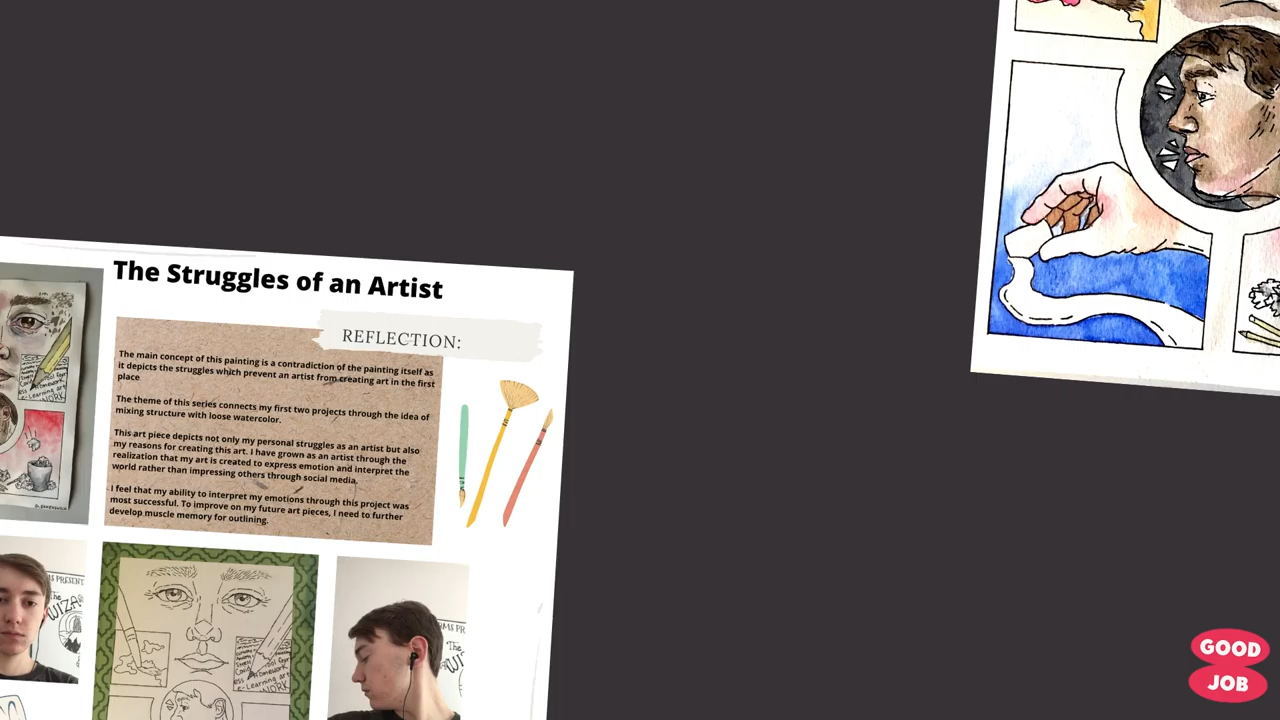 The Struggles of an Artist
REFLECTION:
The main concept of this painting is a contradiction of the painting itself as
it depicts the struggles which prevent an artist from creating art in the first
place
The theme of this series connects my first two projects through the idea of
mixing structure with loose watercolor.
This art piece depicts not only my personal struggles as an artist but also
my reasons for creating this art. I have grown as an artist through the
realization that my art is created to express emotion and interpret the
world rather than impressing others through social media.
I feel that my ability to interpret my emotions through this project was
most successful. To improve on my future art pieces, I need to further
develop muscle memory for outlining.
GOOD
JOB